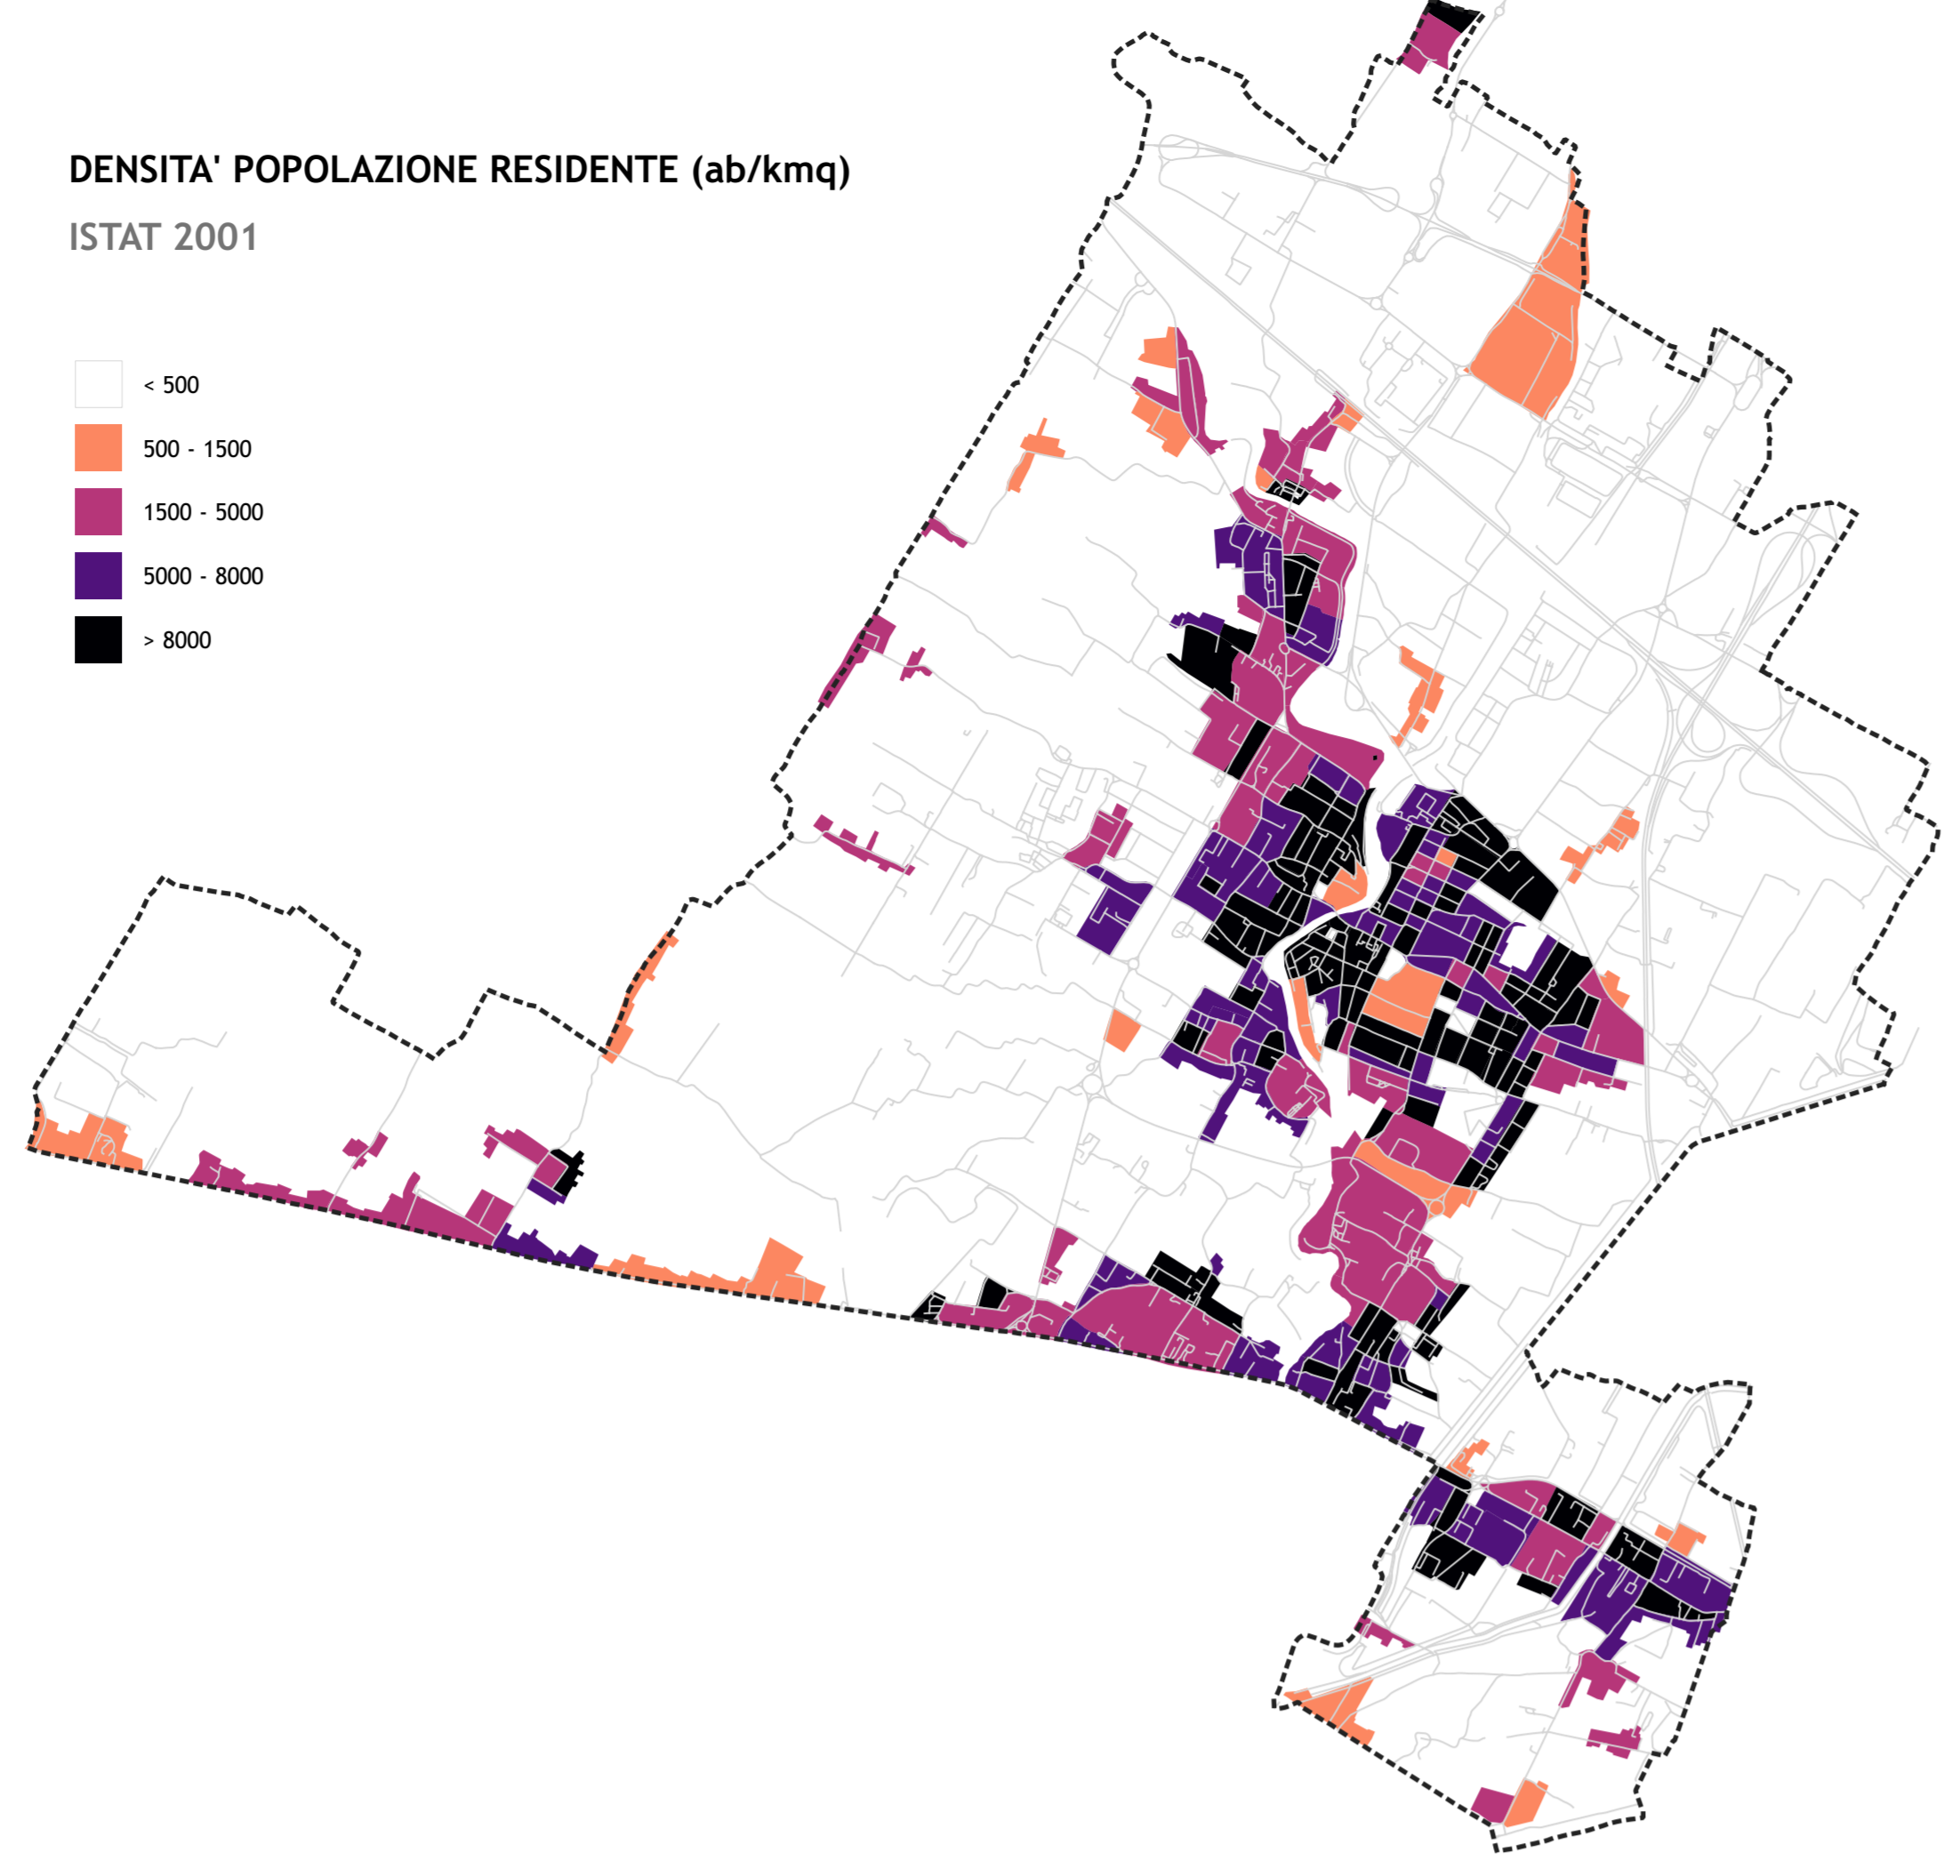 DENSITA' POPOLAZIONE RESIDENTE (ab/kmq)
ISTAT 2001
< 500
500 - 1500
1500 - 5000
5000 - 8000
> 8000